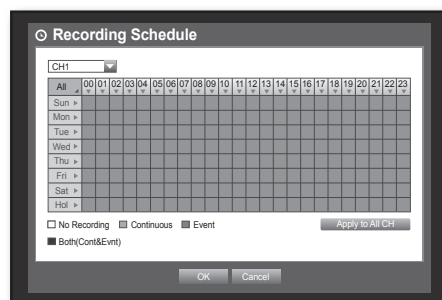 Recording Schedule
CH1
All 00 01 02 03 04 05 06 07 08 09 10 11 12 13 14 15 16 17 18 19 20 21 22 23
Sun
Mon
Tue
Wed
Thu
Fri
Sat
Hol
No Recording Continuous Event Apply to All CH
Both(Cont&Evnt)
OK Cancel